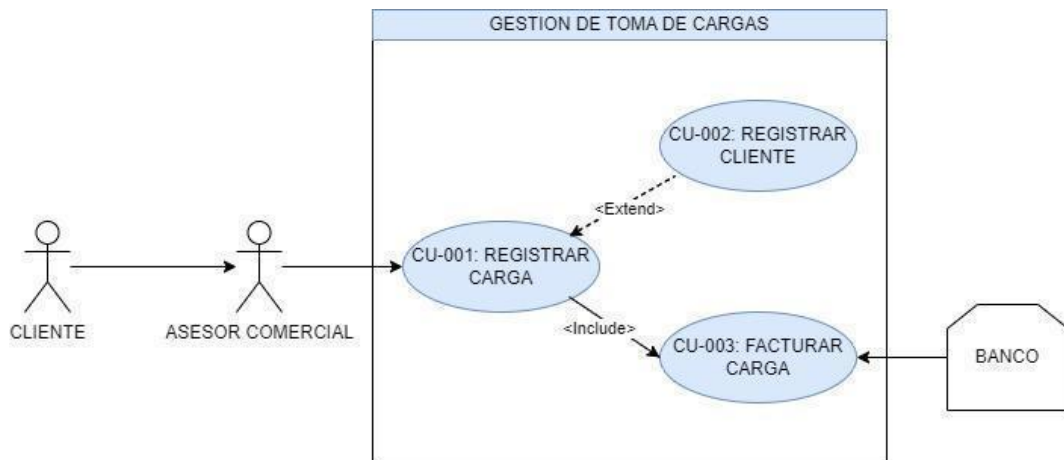 GESTION DE TOMA DE CARGAS
CU-002: REGISTRAR
CLIENTE
<Extend>
CU-001: REGISTRAR
CARGA
CLIENTE
ASESOR COMERCIAL
<Include>
CU-003: FACTURAR
CARGA
BANCO